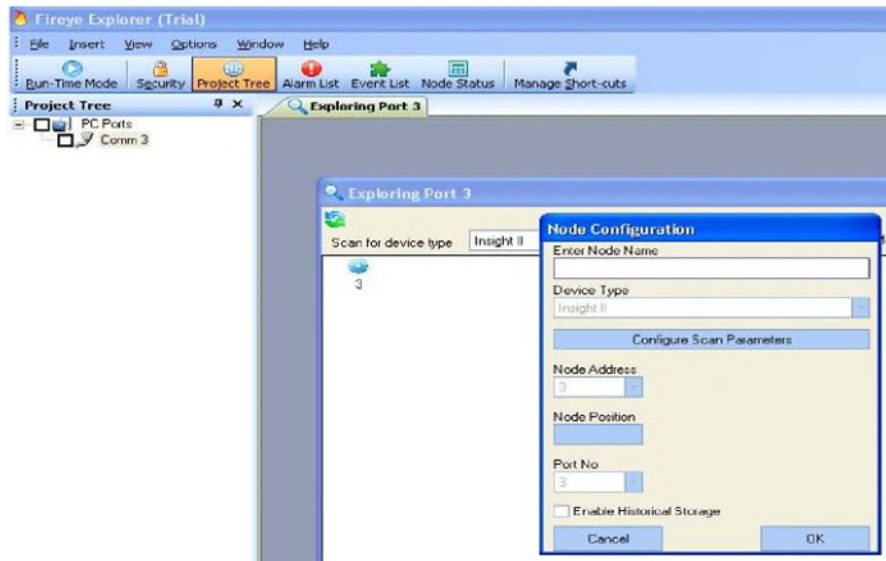 Fireye Explorer (Trial)
File Insert View Options Window Help
Run-Time Mode Security Project Tree Alarm List Event List Node Status Manage Short-cuts
Project Tree
Exploring Port 3
PC Ports
Comm 3
Exploring Port 3
Scan for device type Insight II
3
Node Configuration
Enter Node Name
Device Type
Insight II
Configure Scan Parameters
Node Address
3
Node Position
Port No
3
Enable Historical Storage
Cancel OK